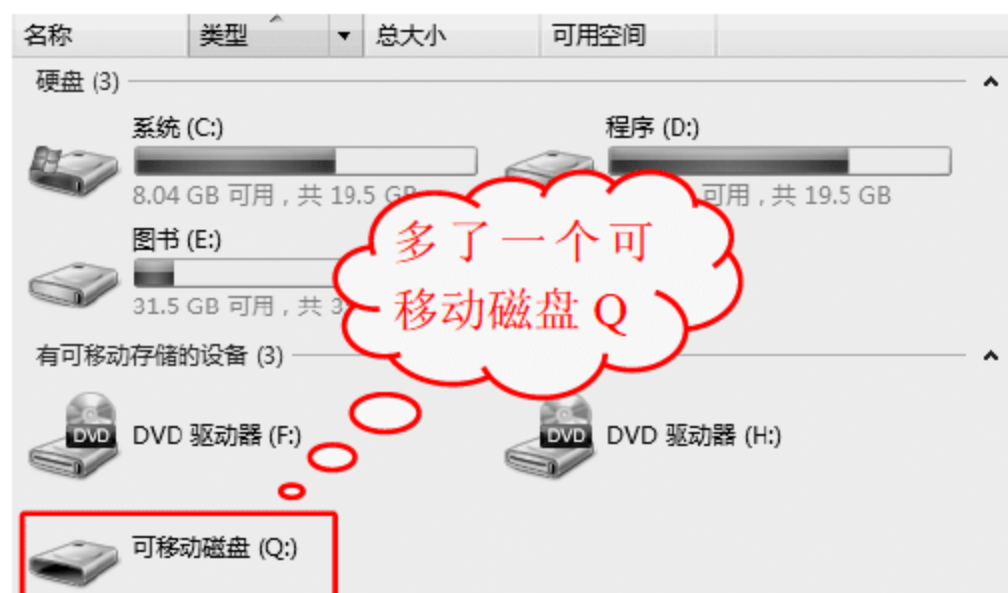 名称 类型 总大小 可用空间
硬盘 (3)
系统 (C:) 程序 (D:)
8.04 GB 可用 , 共 19.5 GB 可用 , 共 19.5 GB
图书 (E:)
31.5 GB 可用 , 共 3
多了一个可
移动磁盘 Q
有可移动存储的设备 (3)
DVD DVD 驱动器 (F:) DVD DVD 驱动器 (H:)
可移动磁盘 (Q:)